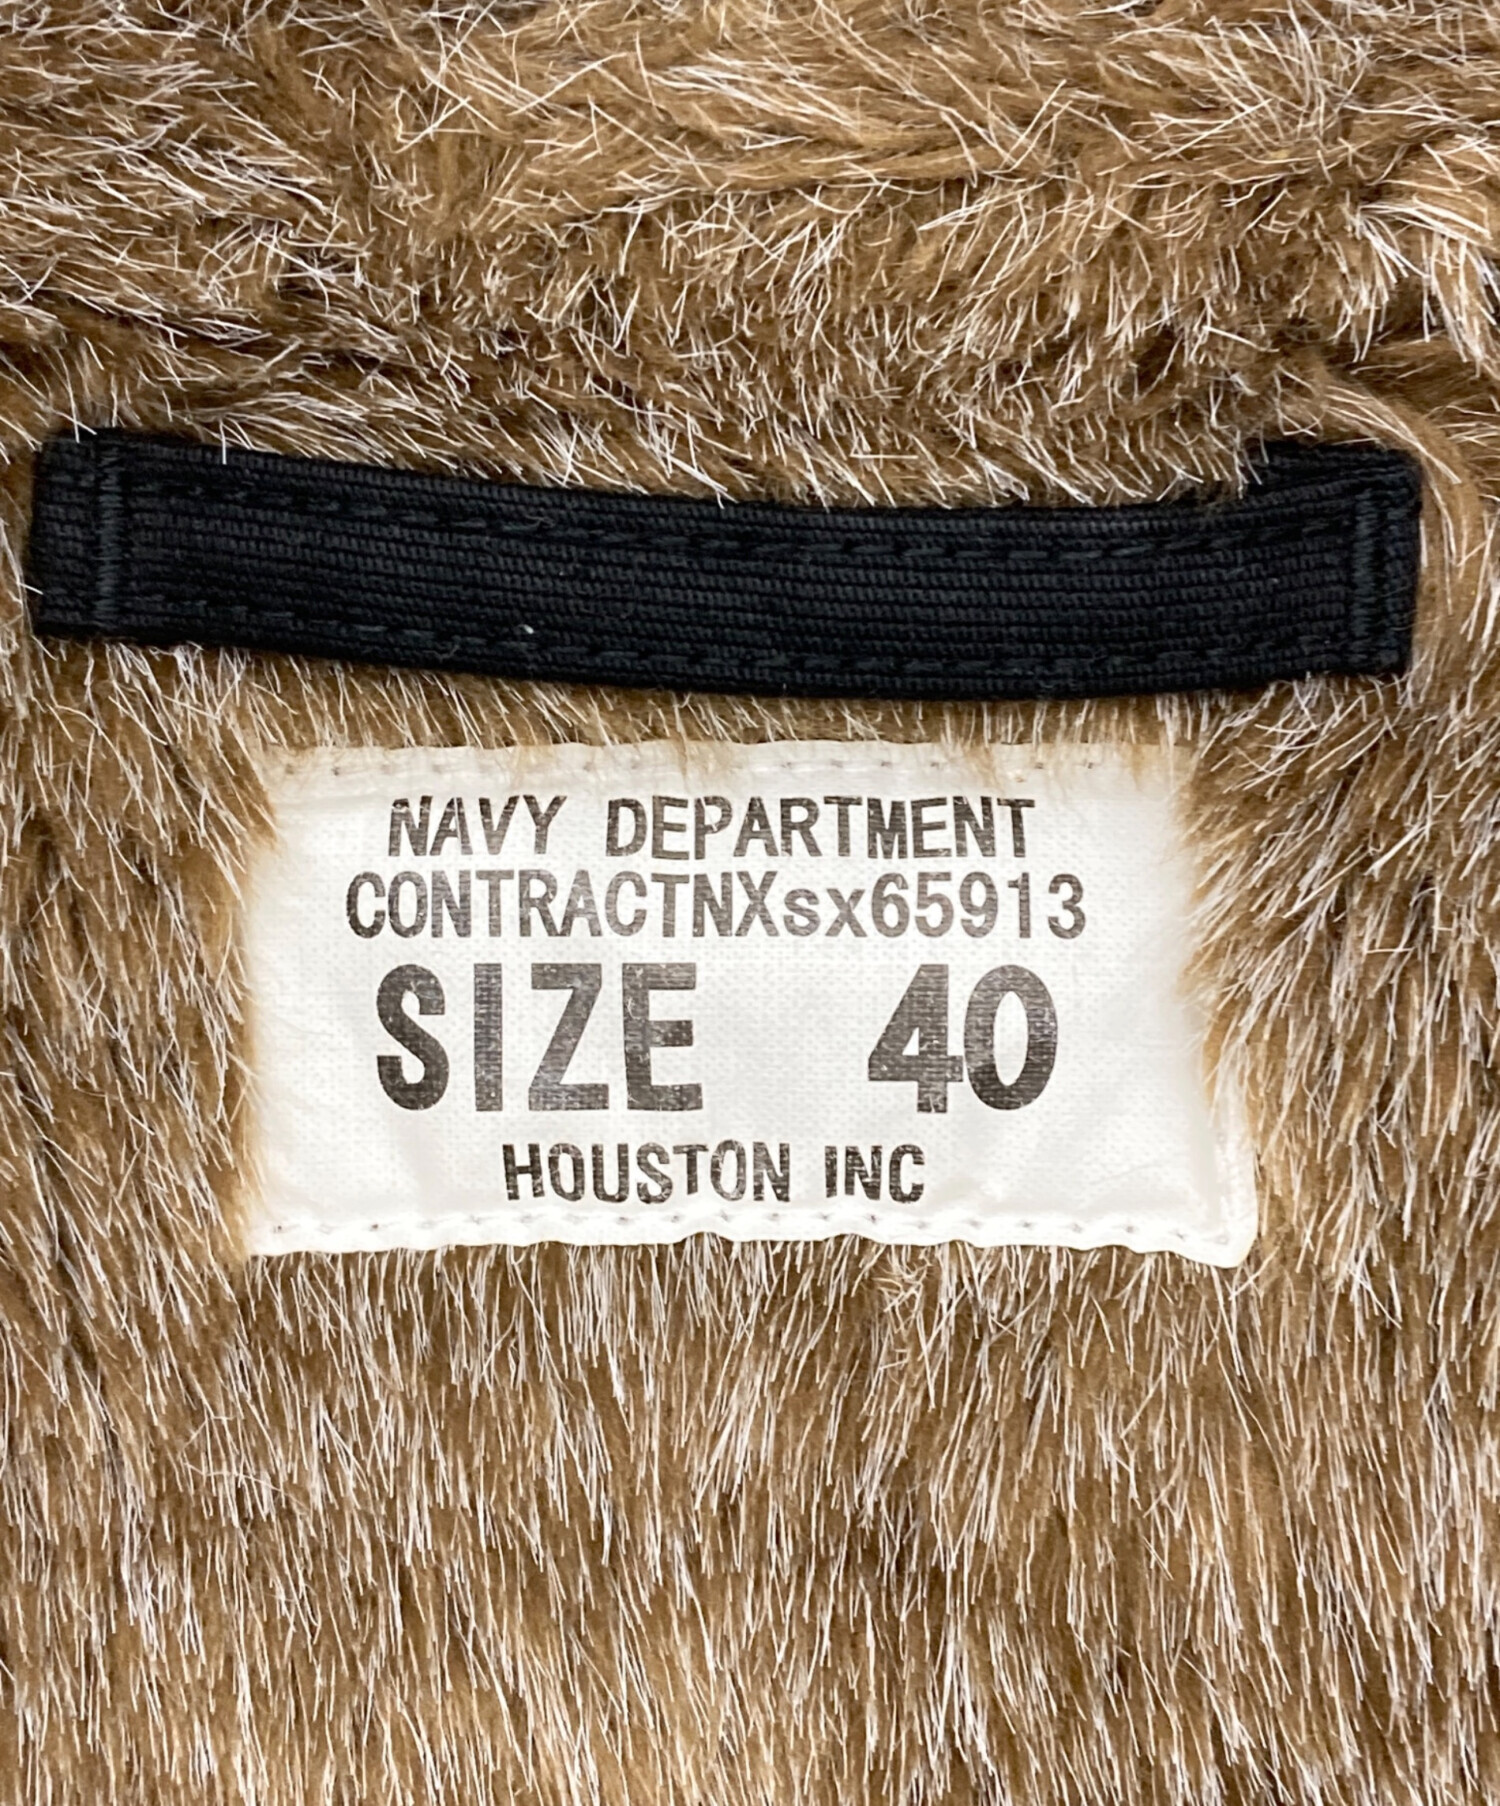 NAVY DEPARTMENT
CONTRACTNXsx65913
SIZE 40
HOUSTON INC